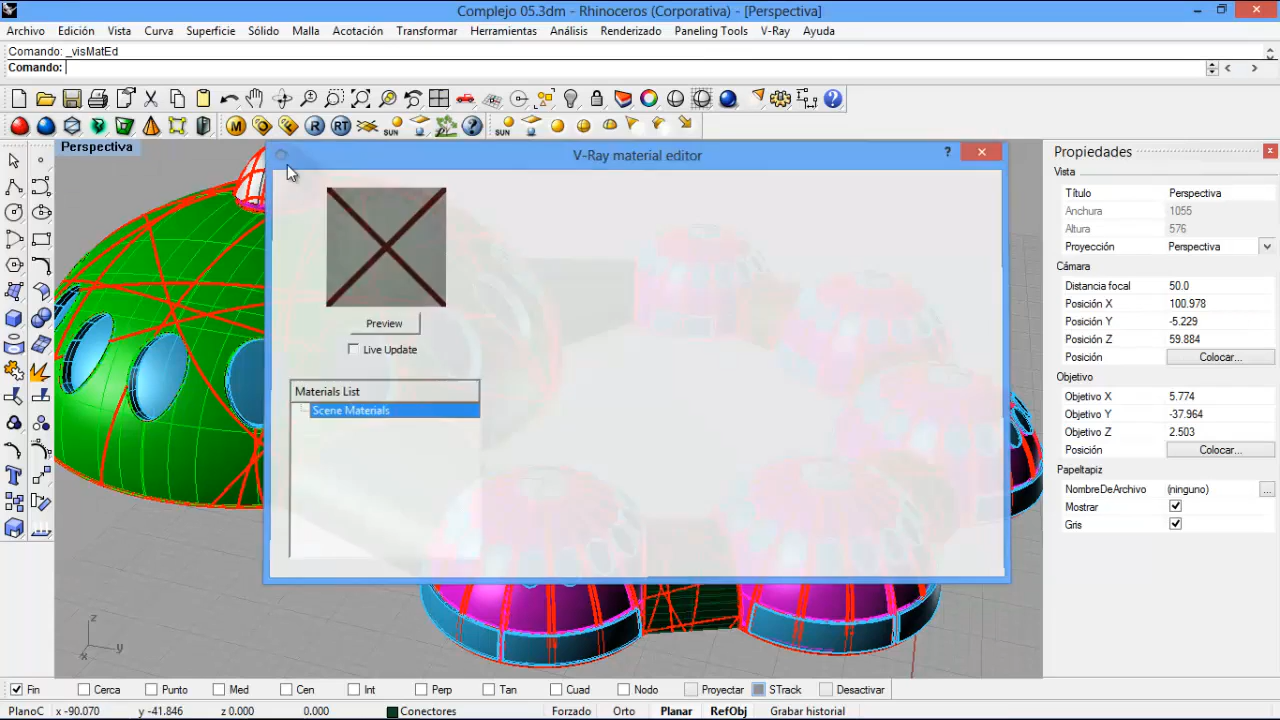 Complejo 05.3dm - Rhinoceros (Corporativa) - [Perspectiva]
Archivo Edición Vista Curva Superficie Sólido Malla Acotación Transformar Herramientas Análisis Renderizado Paneling Tools V-Ray Ayuda
Comando: _visMatEd
Comando:
SUN SUN
M O F R RT
Perspectiva
V-Ray material editor
?
Preview
Live Update
Materials List
Scene Materials
Propiedades
Vista
Título Perspectiva
Anchura 1055
Altura 576
Proyección Perspectiva
Cámara
Distancia focal 50.0
Posición X 100.978
Posición Y -5.229
Posición Z 59.884
Posición Colocar...
Objetivo
Objetivo X 5.774
Objetivo Y -37.964
Objetivo Z 2.503
Posición Colocar...
Papeltapiz
NombreDeArchivo (ninguno) ...
Mostrar
Gris
z
y
x
Fin Cerca Punto Med Cen Int Perp Tan Cuad Nodo Proyectar STrack Desactivar
PlanoC x -90.070 y -41.846 z 0.000 0.000 Conectores Forzado Orto Planar RefObj Grabar historial